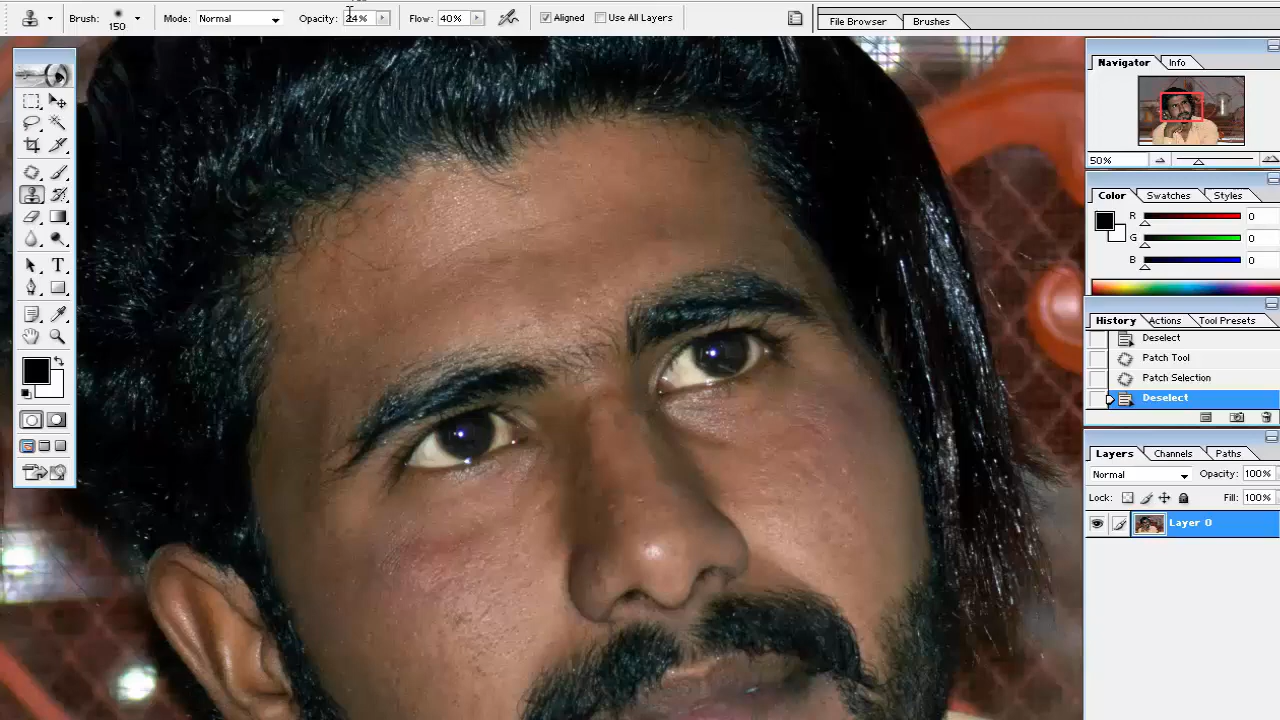 Brush: 150 Mode: Normal Opacity: 24% Flow: 40% Aligned Use All Layers File Browser Brushes
Navigator Info
50%
Color Swatches Styles
R 0
G 0
B 0
History Actions Tool Presets
Deselect
Patch Tool
Patch Selection
Deselect
Layers Channels Paths
Normal Opacity: 100%
Lock: Fill: 100%
Layer 0